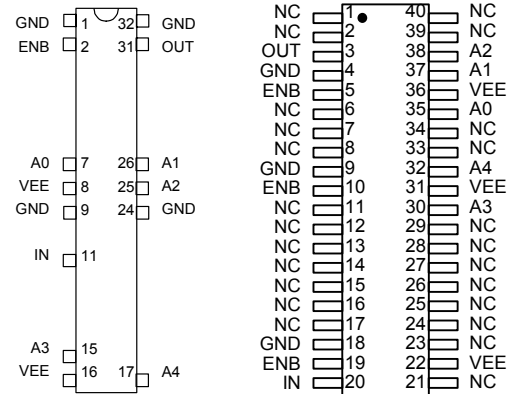 GND 1 32 GND
ENB 2 31 OUT
A0 7 26 A1
VEE 8 25 A2
GND 9 24 GND
IN 11
A3 15
VEE 16 17 A4
NC 1 40 NC
NC 2 39 NC
OUT 3 38 A2
GND 4 37 A1
ENB 5 36 VEE
NC 6 35 A0
NC 7 34 NC
NC 8 33 NC
GND 9 32 A4
ENB 10 31 VEE
NC 11 30 A3
NC 12 29 NC
NC 13 28 NC
NC 14 27 NC
NC 15 26 NC
NC 16 25 NC
NC 17 24 NC
GND 18 23 NC
ENB 19 22 VEE
IN 20 21 NC